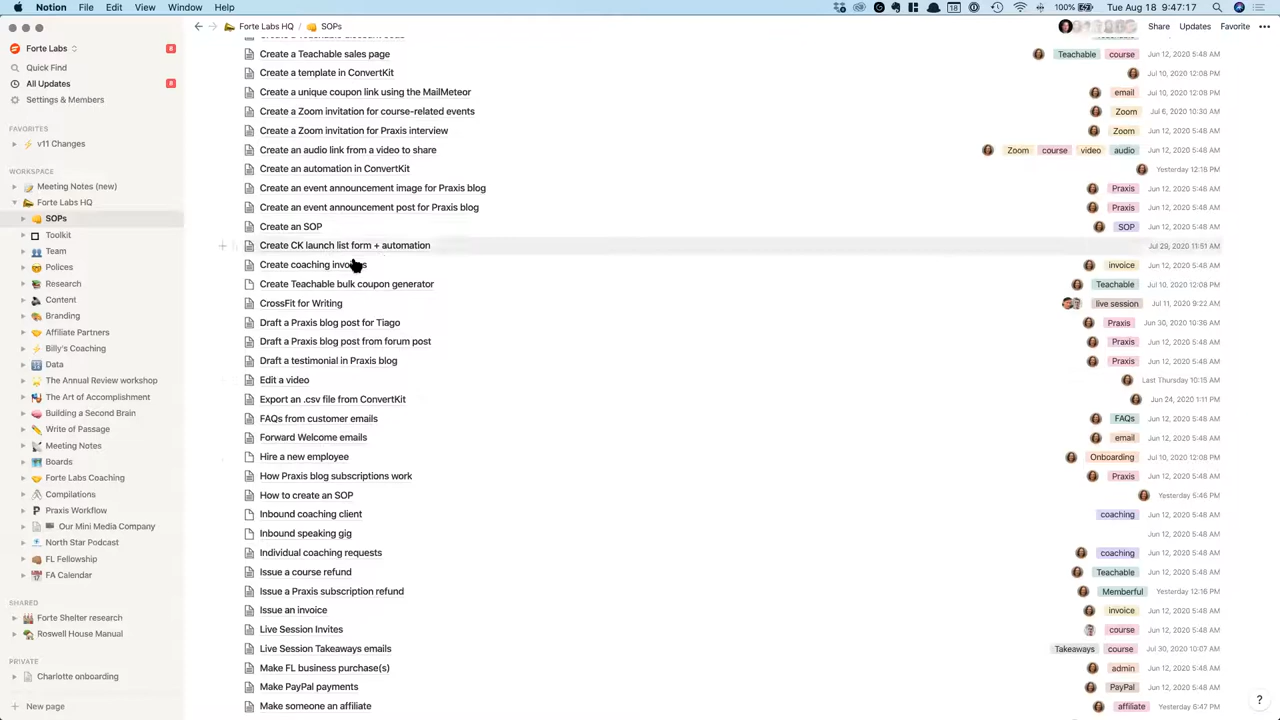 Notion File Edit View Window Help 18 100% Tue Aug 18 9:47:17
Forte Labs HQ / SOPs Share Updates Favorite
Forte Labs
Quick Find
All Updates
Settings & Members
FAVORITES
v11 Changes
WORKSPACE
Meeting Notes (new)
Forte Labs HQ
SOPs
Toolkit
Team
Polices
Research
Content
Branding
Affiliate Partners
Billy's Coaching
Data
The Annual Review workshop
The Art of Accomplishment
Building a Second Brain
Write of Passage
Meeting Notes
Boards
Forte Labs Coaching
Compilations
Praxis Workflow
Our Mini Media Company
North Star Podcast
FL Fellowship
FA Calendar
SHARED
Forte Shelter research
Roswell House Manual
PRIVATE
Charlotte onboarding
New page
Create a Teachable sales page Teachable course Jun 12, 2020 5:48 AM
Create a template in ConvertKit Jul 10, 2020 12:08 PM
Create a unique coupon link using the MailMeteor email Jul 10, 2020 12:08 PM
Create a Zoom invitation for course-related events Zoom Jul 6, 2020 10:30 AM
Create a Zoom invitation for Praxis interview Zoom Jun 12, 2020 5:48 AM
Create an audio link from a video to share Zoom course video audio Jun 12, 2020 5:48 AM
Create an automation in ConvertKit Yesterday 12:16 PM
Create an event announcement image for Praxis blog Praxis Jun 12, 2020 5:48 AM
Create an event announcement post for Praxis blog Praxis Jun 12, 2020 5:48 AM
Create an SOP SOP Jun 12, 2020 5:48 AM
Create CK launch list form + automation Jul 29, 2020 11:51 AM
Create coaching invoices invoice Jun 12, 2020 5:48 AM
Create Teachable bulk coupon generator Teachable Jul 10, 2020 12:08 PM
CrossFit for Writing live session Jul 11, 2020 9:22 AM
Draft a Praxis blog post for Tiago Praxis Jun 30, 2020 10:36 AM
Draft a Praxis blog post from forum post Praxis Jun 12, 2020 5:48 AM
Draft a testimonial in Praxis blog Praxis Jun 12, 2020 5:48 AM
Edit a video Last Thursday 10:15 AM
Export an .csv file from ConvertKit Jun 24, 2020 1:11 PM
FAQs from customer emails FAQs Jun 12, 2020 5:48 AM
Forward Welcome emails email Jun 12, 2020 5:48 AM
Hire a new employee Onboarding Jul 10, 2020 12:08 PM
How Praxis blog subscriptions work Praxis Jun 12, 2020 5:48 AM
How to create an SOP Yesterday 5:46 PM
Inbound coaching client coaching Jun 12, 2020 5:48 AM
Inbound speaking gig Jun 12, 2020 5:48 AM
Individual coaching requests coaching Jun 12, 2020 5:48 AM
Issue a course refund Teachable Jun 12, 2020 5:48 AM
Issue a Praxis subscription refund Memberful Yesterday 12:16 PM
Issue an invoice invoice Jun 12, 2020 5:48 AM
Live Session Invites course Jun 12, 2020 5:48 AM
Live Session Takeaways emails Takeaways course Jul 30, 2020 10:07 AM
Make FL business purchase(s) admin Jun 12, 2020 5:48 AM
Make PayPal payments PayPal Jun 12, 2020 5:48 AM
Make someone an affiliate affiliate Yesterday 6:47 PM
?